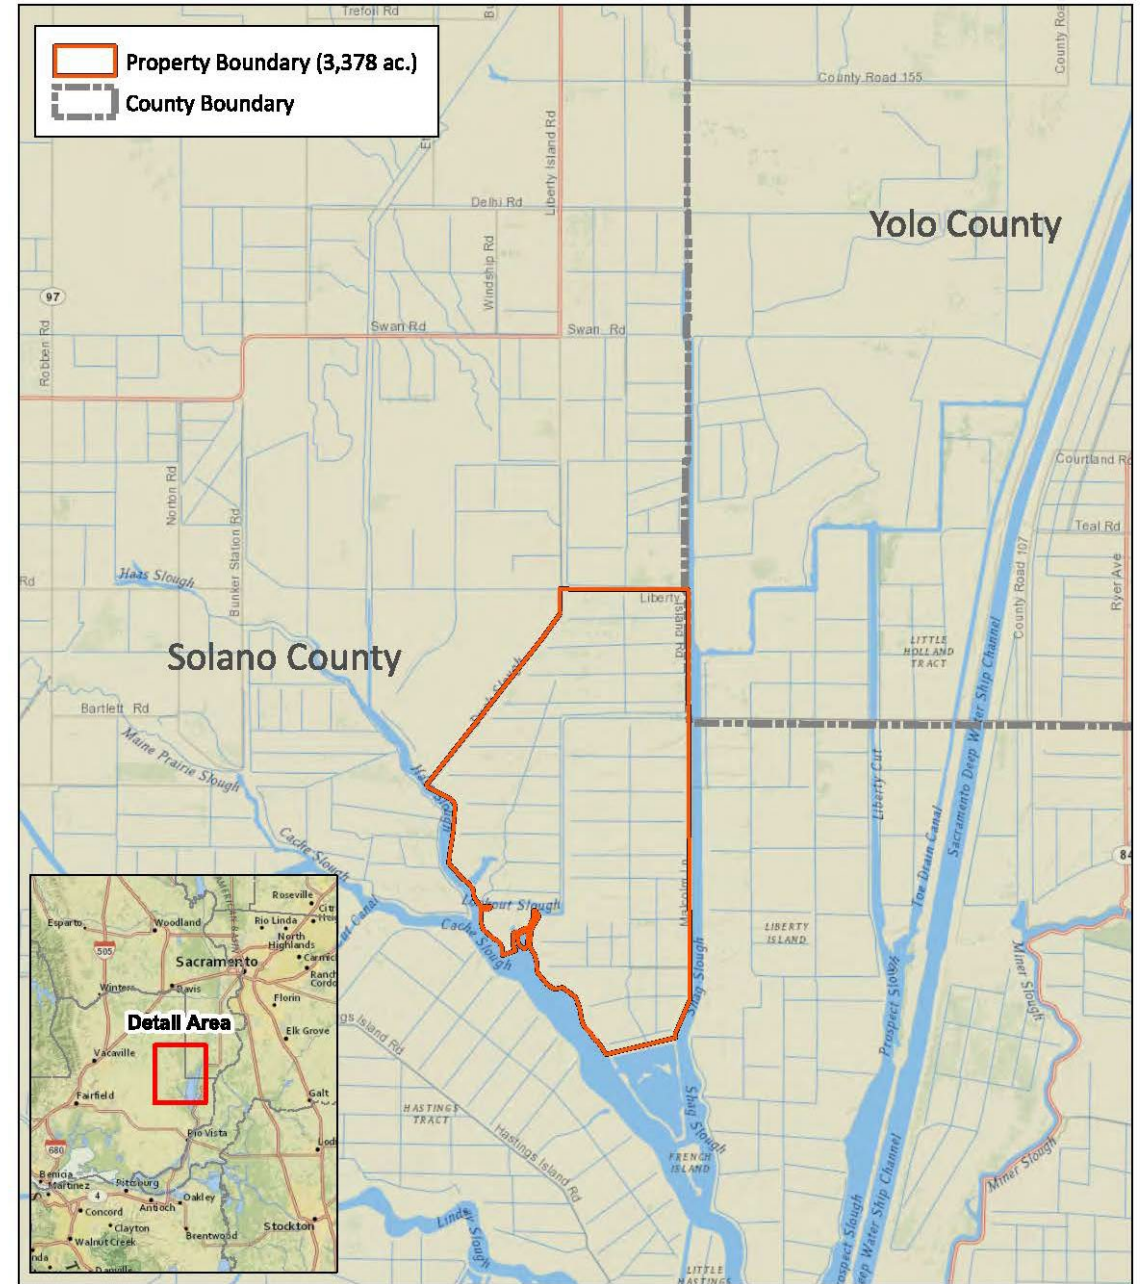 Trefoil Rd
Property Boundary (3,378 ac.)
County Boundary
County Road 155
Liberty Island Rd
Delhi Rd
Windship Rd
Yolo County
97
Robben Rd
Swan Rd
Swan Rd
Courtland Rd
Norton Rd
Teal Rd
Bunker Station Rd
County Road 107
Ryer Ave
Haas Slough
Rd
Liberty
Island Rd
LITTLE
HOLLAND
TRACT
Solano County
Sacramento Deep Water Ship Channel
Bartlett Rd
Maine Prairie Slough
Liberty Cut
Toe Drain Canal
Cache Slough
84
Malcolm Ln
Cache Slough
LIBERTY
ISLAND
Shag Slough
Prospect Slough
Miner Slough
HASTINGS
TRACT
Hastings Island Rd
Shag Slough
FRENCH
ISLAND
Miner Slough
Lindsy Slough
LITTLE
HASTINGS
Prospect Slough
Deep Water Ship Channel
Roseville
Esparto
Woodland
Rio Linda
North
Highlands
505
Sacramento
Winters
Davis
Florin
Detail Area
Elk Grove
Vacaville
Fairfield
Galt
Rio Vista
680
Benicia
Martinez
Pittsburg
4
Oakley
Antioch
Concord
Clayton
Stockton
Walnut Creek
Brentwood
Danville